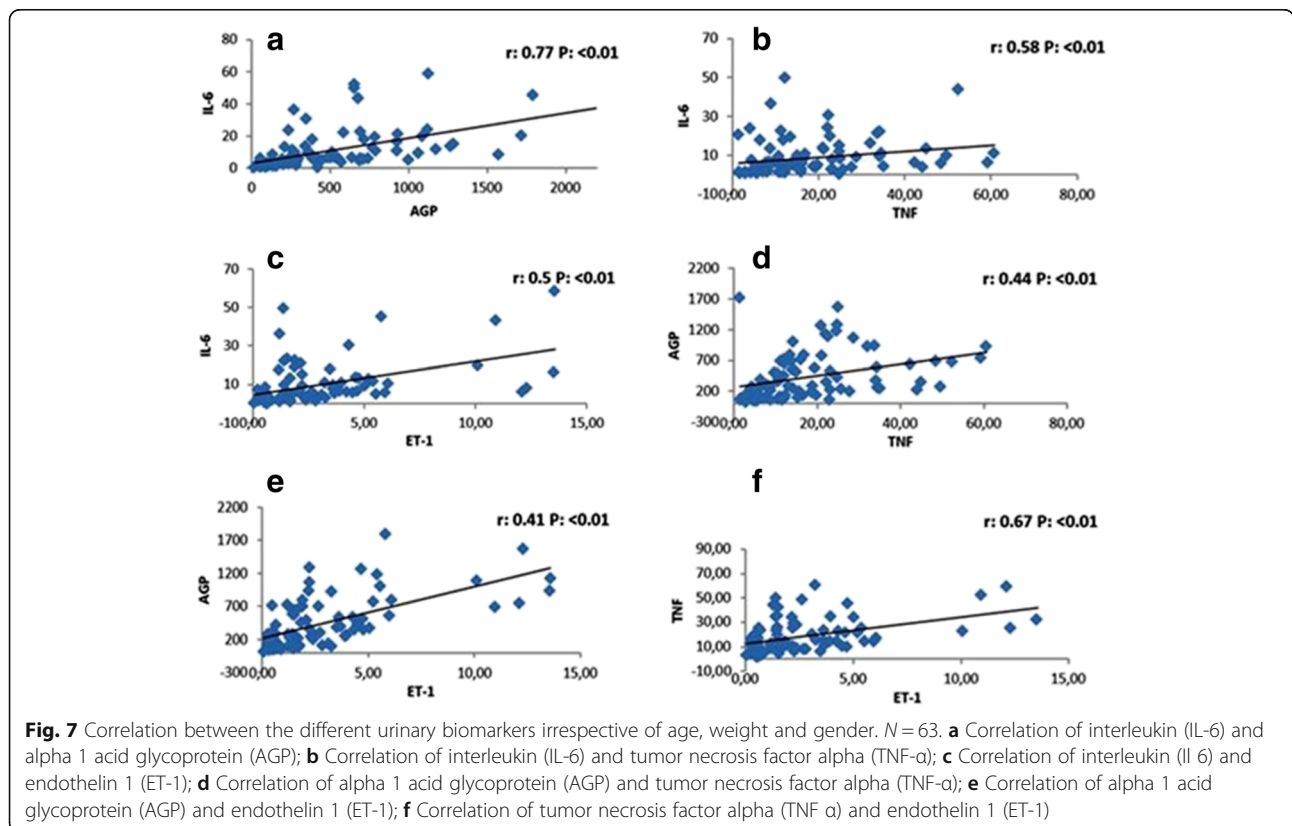 a
r: 0.77 P: <0.01
80
60
40
20
0
IL-6
0 500 1000 1500 2000
AGP
b
r: 0.58 P: <0.01
70
50
30
10
-10
IL-6
0,00 20,00 40,00 60,00 80,00
TNF
c
r: 0.5 P: <0.01
70
50
30
10
-10
IL-6
0,00 5,00 10,00 15,00
ET-1
d
r: 0.44 P: <0.01
2200
1700
1200
700
200
-300
AGP
0,00 20,00 40,00 60,00 80,00
TNF
e
r: 0.41 P: <0.01
2200
1700
1200
700
200
-300
AGP
0,00 5,00 10,00 15,00
ET-1
f
r: 0.67 P: <0.01
90,00
70,00
50,00
30,00
10,00
-10,00
TNF
0,00 5,00 10,00 15,00
ET-1
Fig. 7 Correlation between the different urinary biomarkers irrespective of age, weight and gender. N = 63. a Correlation of interleukin (IL-6) and
alpha 1 acid glycoprotein (AGP); b Correlation of interleukin (IL-6) and tumor necrosis factor alpha (TNF-α); c Correlation of interleukin (Il 6) and
endothelin 1 (ET-1); d Correlation of alpha 1 acid glycoprotein (AGP) and tumor necrosis factor alpha (TNF-α); e Correlation of alpha 1 acid
glycoprotein (AGP) and endothelin 1 (ET-1); f Correlation of tumor necrosis factor alpha (TNF α) and endothelin 1 (ET-1)